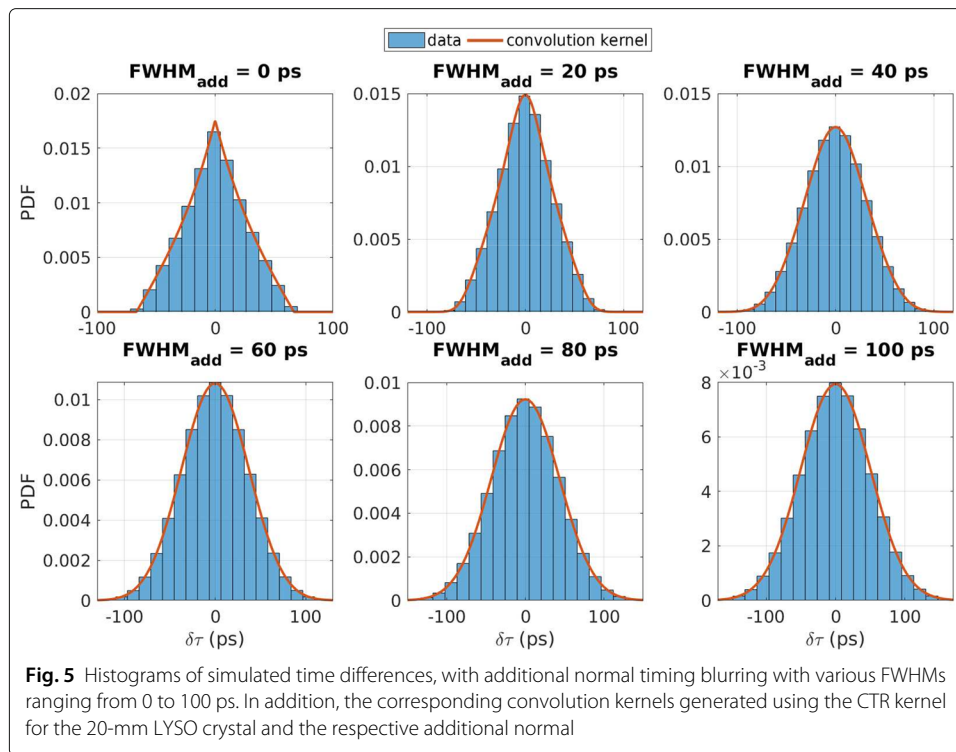 data convolution kernel
FWHM_add = 0 ps FWHM_add = 20 ps FWHM_add = 40 ps
0.02 0.015 0.015
0.015
0.01 0.01
0.01
PDF
0.005 0.005
0.005
0 0 0
-100 0 100 -100 0 100 -100 0 100
FWHM_add = 60 ps FWHM_add = 80 ps FWHM_add = 100 ps
×10⁻³
0.01 0.01 8
0.008 0.008
6
0.006 0.006
PDF
4
0.004 0.004
2
0.002 0.002
0 0 0
-100 0 100 -100 0 100 -100 0 100
δτ (ps) δτ (ps) δτ (ps)
Fig. 5 Histograms of simulated time differences, with additional normal timing blurring with various FWHMs
ranging from 0 to 100 ps. In addition, the corresponding convolution kernels generated using the CTR kernel
for the 20-mm LYSO crystal and the respective additional normal